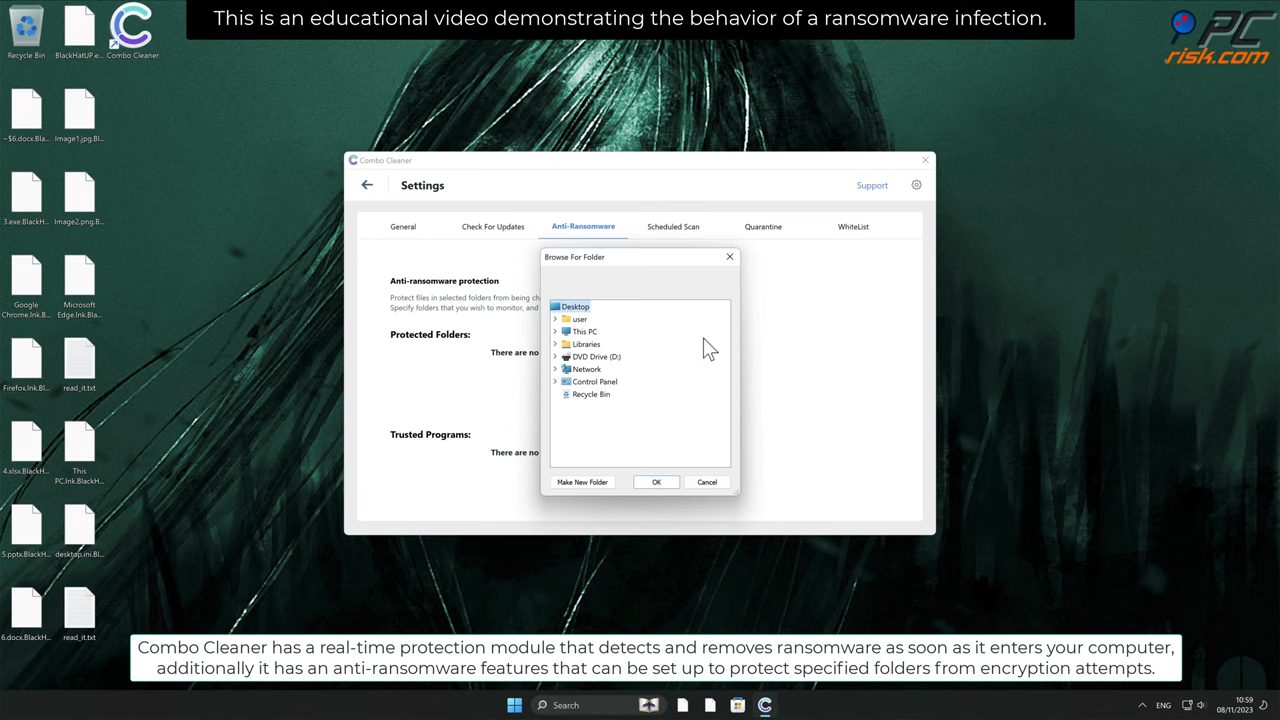 This is an educational video demonstrating the behavior of a ransomware infection.
PC
risk.com
Recycle Bin
BlackHatUP.e...
Combo Cleaner
~$6.docx.Bla...
Image1.jpg.Bl...
3.exe.BlackH...
Image2.png.B...
Google
Chrome.lnk.B...
Microsoft
Edge.lnk.Bla...
Firefox.lnk.Bl...
read_it.txt
4.xlsx.BlackH...
This
PC.lnk.BlackH...
5.pptx.BlackH...
desktop.ini.Bl...
6.docx.BlackH...
read_it.txt
Combo Cleaner
Settings
Support
General
Check For Updates
Anti-Ransomware
Scheduled Scan
Quarantine
WhiteList
Anti-ransomware protection
Protect files in selected folders from being ch
Specify folders that you wish to monitor, and
Protected Folders:
There are no
Trusted Programs:
There are no
Browse For Folder
Desktop
user
This PC
Libraries
DVD Drive (D:)
Network
Control Panel
Recycle Bin
Make New Folder
OK
Cancel
Combo Cleaner has a real-time protection module that detects and removes ransomware as soon as it enters your computer,
additionally it has an anti-ransomware features that can be set up to protect specified folders from encryption attempts.
Search
ENG
10:59
08/11/2023